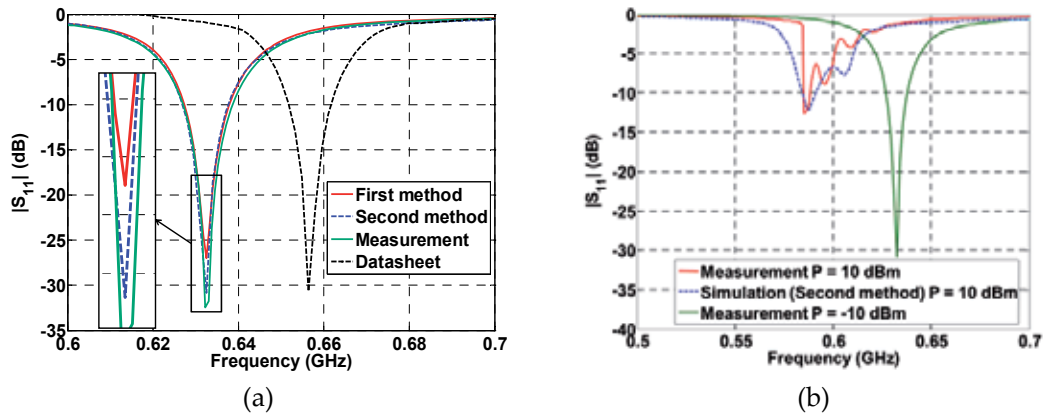 0
-5
-10
-15
-20
-25
-30
-35
0.6
0.62
0.64
0.66
0.68
0.7
|S11| (dB)
Frequency (GHz)
First method
Second method
Measurement
Datasheet
(a)
0
-5
-10
-15
-20
-25
-30
-35
-40
0.5
0.55
0.60
0.65
0.7
|S11| (dB)
Frequency (GHz)
Measurement P = 10 dBm
Simulation (Second method) P = 10 dBm
Measurement P = -10 dBm
(b)